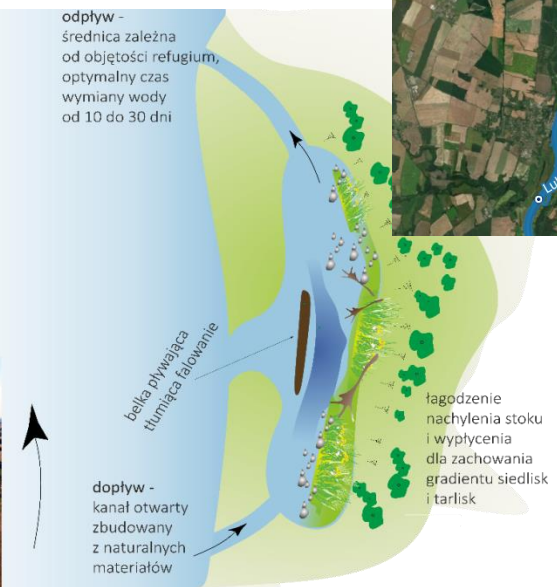 odpływ -
średnica zależna
od objętości refugium,
optymalny czas
wymiany wody
od 10 do 30 dni
belka pływająca
tłumiąca falowanie
łagodzenie
nachylenia stoku
i wypłycenia
dla zachowania
gradientu siedlisk
i tarlisk
dopływ -
kanał otwarty
zbudowany
z naturalnych
materiałów